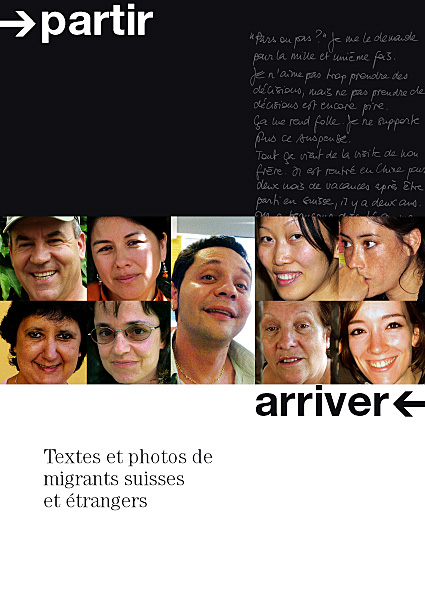 →partir
"Pars ou pas ?" Je me le demande
pour la mille et unième fois.
Je n'aime pas trop prendre des
décisions, mais ne pas prendre de
décisions est encore pire.
Ça me rend folle. Je ne supporte
plus ce suspense.
Tout ça vient de la visite de mon
frère. Il est rentré en Chine pour
deux mois de vacances après être
parti en Suisse, il y a deux ans.
arriver←
Textes et photos de
migrants suisses
et étrangers